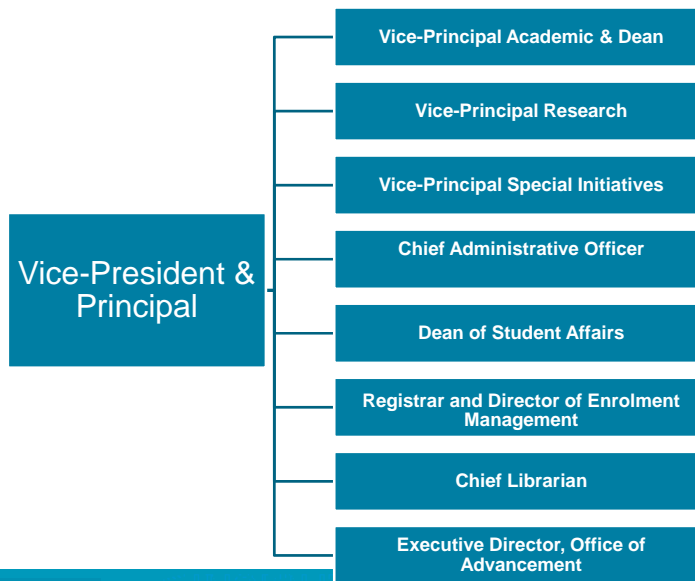 Vice-Principal Academic & Dean
Vice-Principal Research
Vice-Principal Special Initiatives
Vice-President &
Principal
Chief Administrative Officer
Dean of Student Affairs
Registrar and Director of Enrolment
Management
Chief Librarian
Executive Director, Office of
Advancement